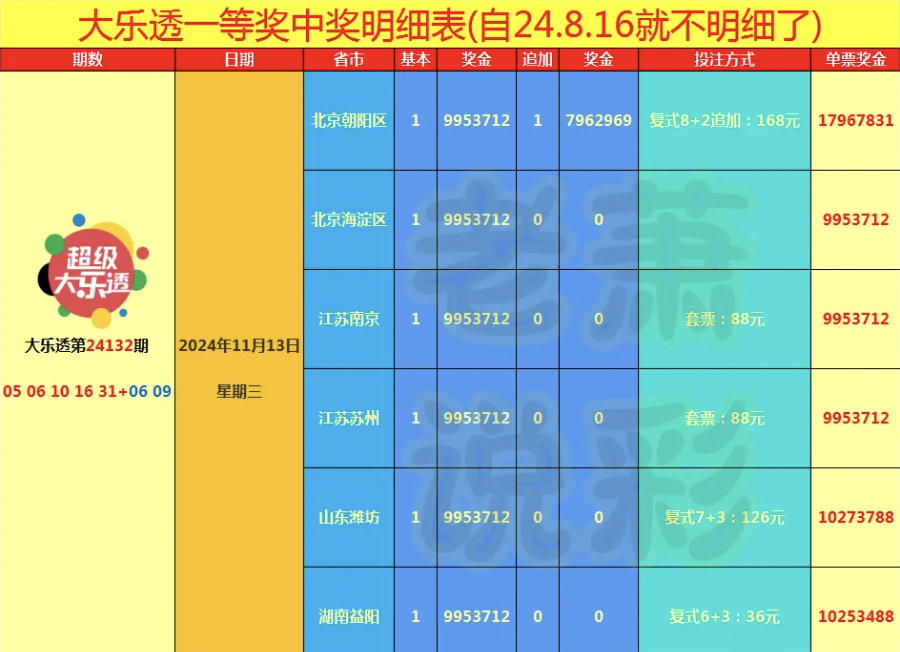 大乐透一等奖中奖明细表(自24.8.16就不明细了)
期数 日期 省市 基本 奖金 追加 奖金 投注方式 单票奖金
北京朝阳区 1 9953712 1 7962969 复式8+2追加：168元 17967831
北京海淀区 1 9953712 0 0 9953712
超级
大乐透
江苏南京 1 9953712 0 0 套票：88元 9953712
大乐透第24132期 2024年11月13日
05 06 10 16 31+06 09 星期三
江苏苏州 1 9953712 0 0 套票：88元 9953712
山东潍坊 1 9953712 0 0 复式7+3：126元 10273788
湖南益阳 1 9953712 0 0 复式6+3：36元 10253488
老萧
说彩